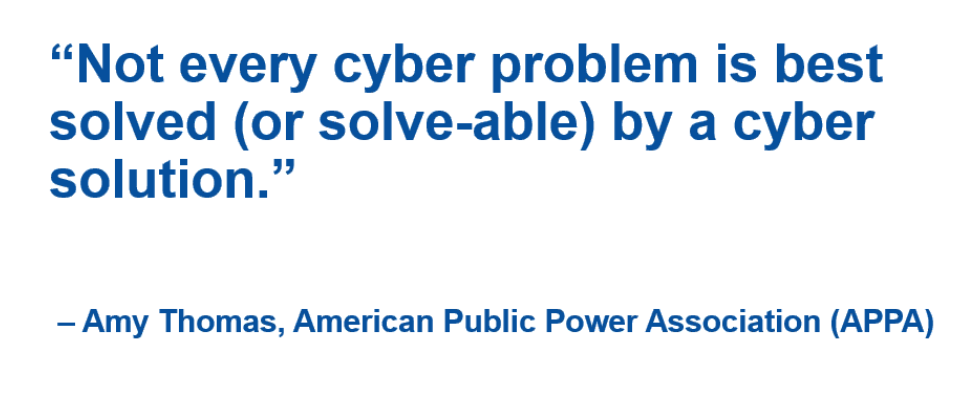 “Not every cyber problem is best
solved (or solve-able) by a cyber
solution.”
– Amy Thomas, American Public Power Association (APPA)